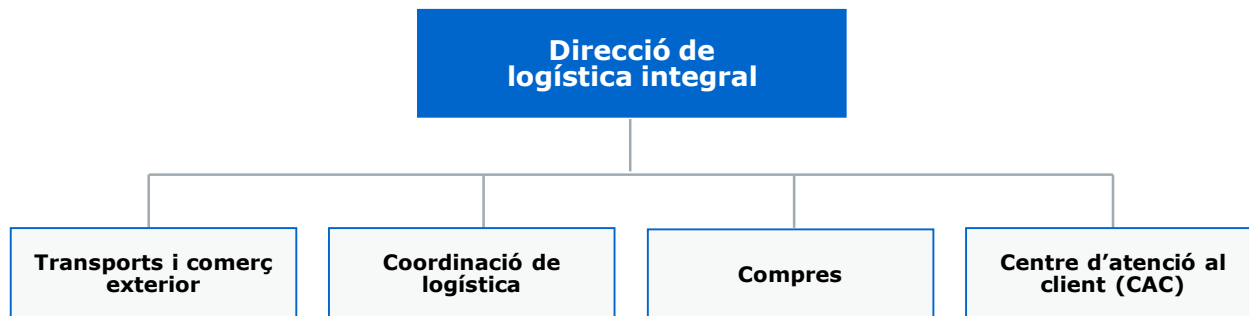 Direcció de
logística integral
Transports i comerç
exterior
Coordinació de
logística
Compres
Centre d’atenció al
client (CAC)